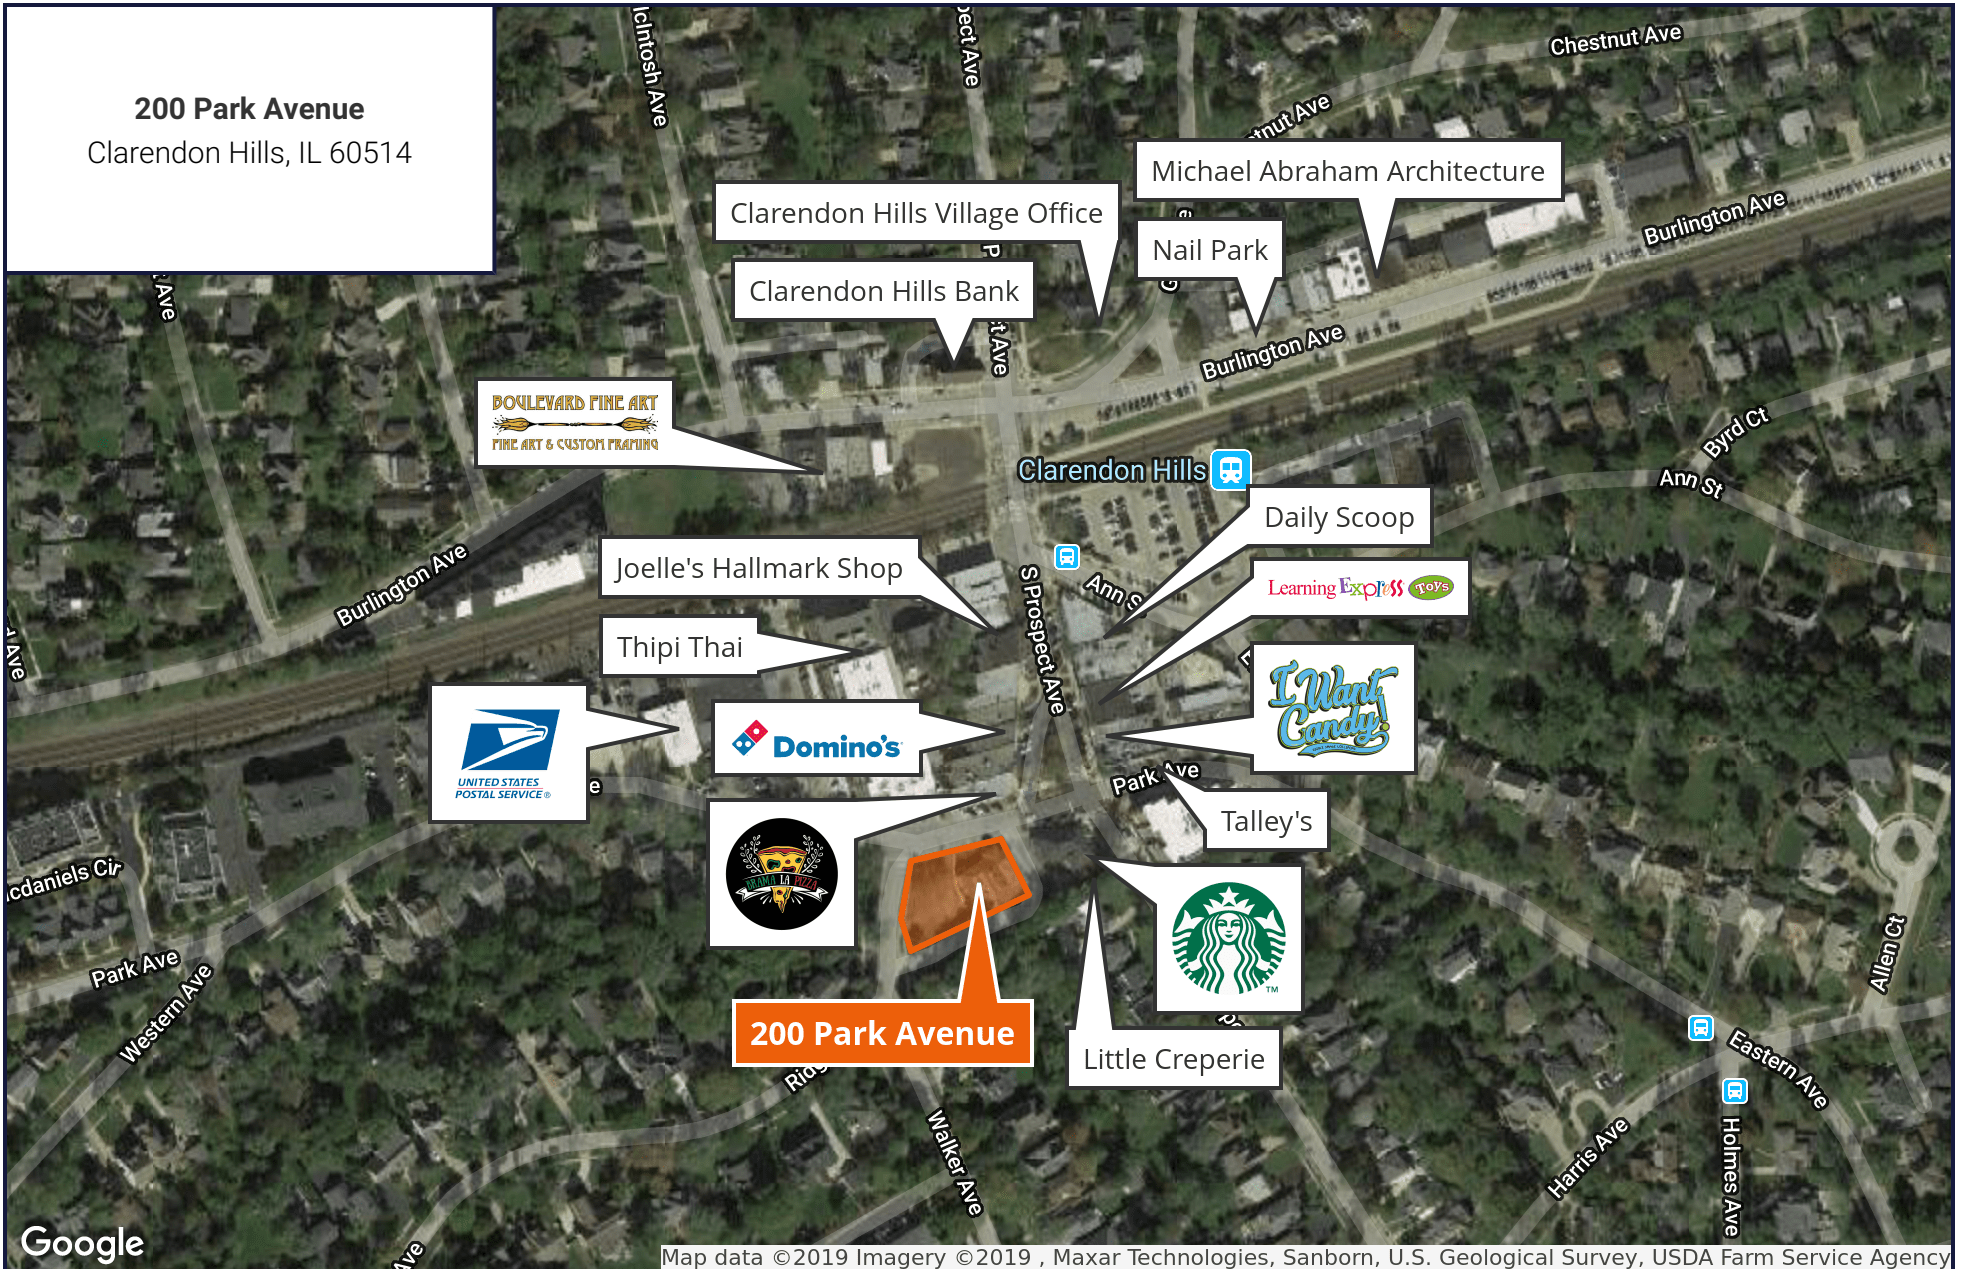 200 Park Avenue
Clarendon Hills, IL 60514
Chestnut Ave
Michael Abraham Architecture
Clarendon Hills Village Office
Nail Park
Burlington Ave
Clarendon Hills Bank
Burlington Ave
BOULEVARD FINE ART
FINE ART & CUSTOM FRAMING
Byrd Ct
Clarendon Hills
Ann St
Daily Scoop
Joelle's Hallmark Shop
Learning Express Toys
Burlington Ave
S Prospect Ave
Thipi Thai
I Want
Candy!
Domino's
UNITED STATES
POSTAL SERVICE®
Park Ave
Talley's
DRAMA LA PIZZA
Park Ave
Western Ave
Allen Ct
TM
200 Park Avenue
Little Creperie
Eastern Ave
Walker Ave
Harris Ave
Holmes Ave
Google
Map data ©2019 Imagery ©2019 , Maxar Technologies, Sanborn, U.S. Geological Survey, USDA Farm Service Agency